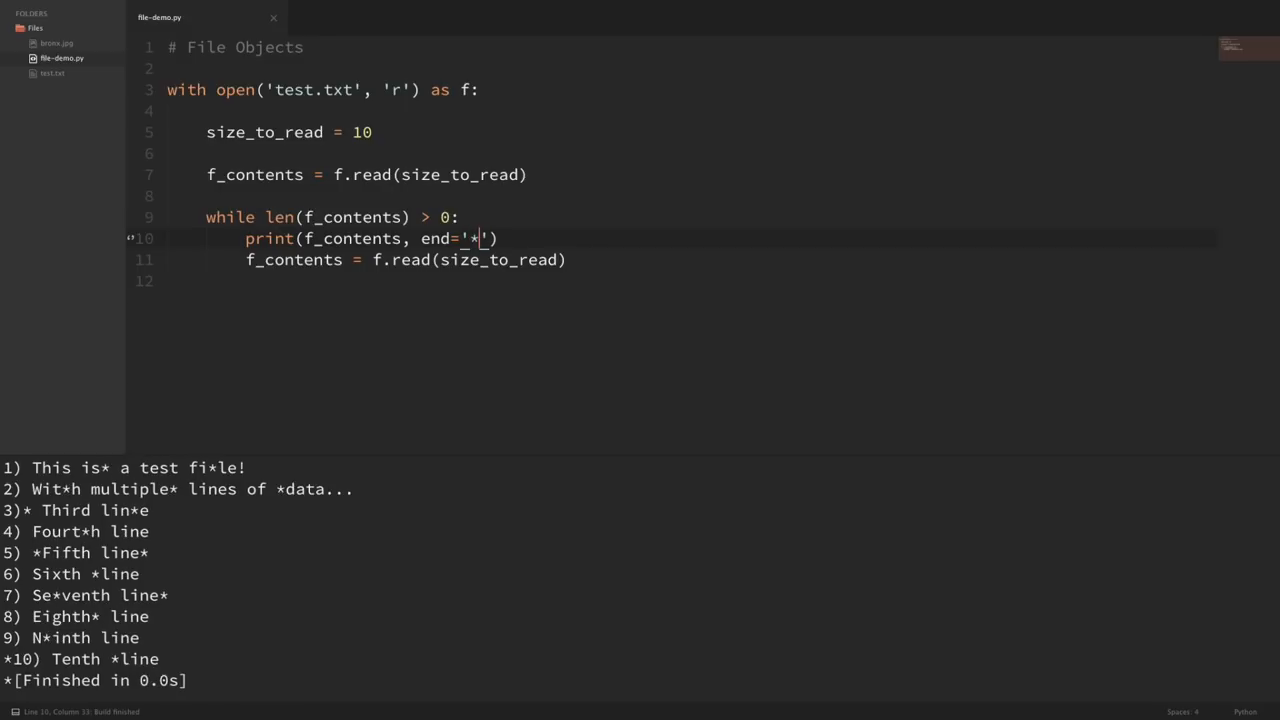 FOLDERS
Files
bronx.jpg
file-demo.py
test.txt
file-demo.py ×
1 # File Objects
2
3 with open('test.txt', 'r') as f:
4
5     size_to_read = 10
6
7     f_contents = f.read(size_to_read)
8
9     while len(f_contents) > 0:
10         print(f_contents, end='*')
11         f_contents = f.read(size_to_read)
12
1) This is* a test fi*le!
2) Wit*h multiple* lines of *data...
3)* Third lin*e
4) Fourt*h line
5) *Fifth line*
6) Sixth *line
7) Se*venth line*
8) Eighth* line
9) N*inth line
*10) Tenth *line
*[Finished in 0.0s]
Line 10, Column 33; Build finished
Spaces: 4
Python